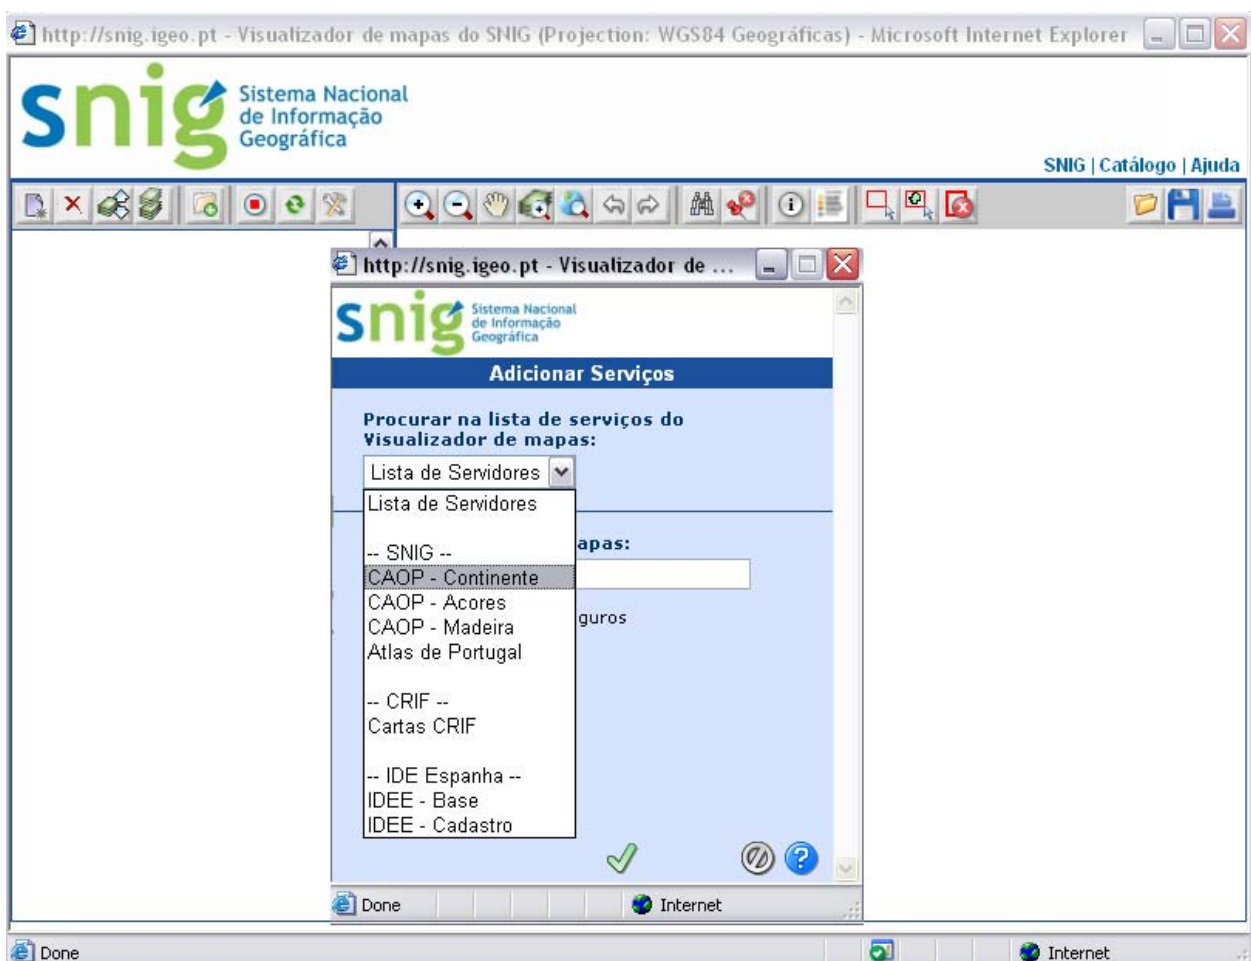 http://snig.igeo.pt - Visualizador de mapas do SNIG (Projection: WGS84 Geográficas) - Microsoft Internet Explorer
snig
Sistema Nacional
de Informação
Geográfica
SNIG | Catálogo | Ajuda
http://snig.igeo.pt - Visualizador de ...
snig
Sistema Nacional
de Informação
Geográfica
Adicionar Serviços
Procurar na lista de serviços do
Visualizador de mapas:
Lista de Servidores
Lista de Servidores
-- SNIG --
apas:
CAOP - Continente
CAOP - Acores
guros
CAOP - Madeira
Atlas de Portugal
-- CRIF --
Cartas CRIF
-- IDE Espanha --
IDEE - Base
IDEE - Cadastro
Done
Internet
Done
Internet